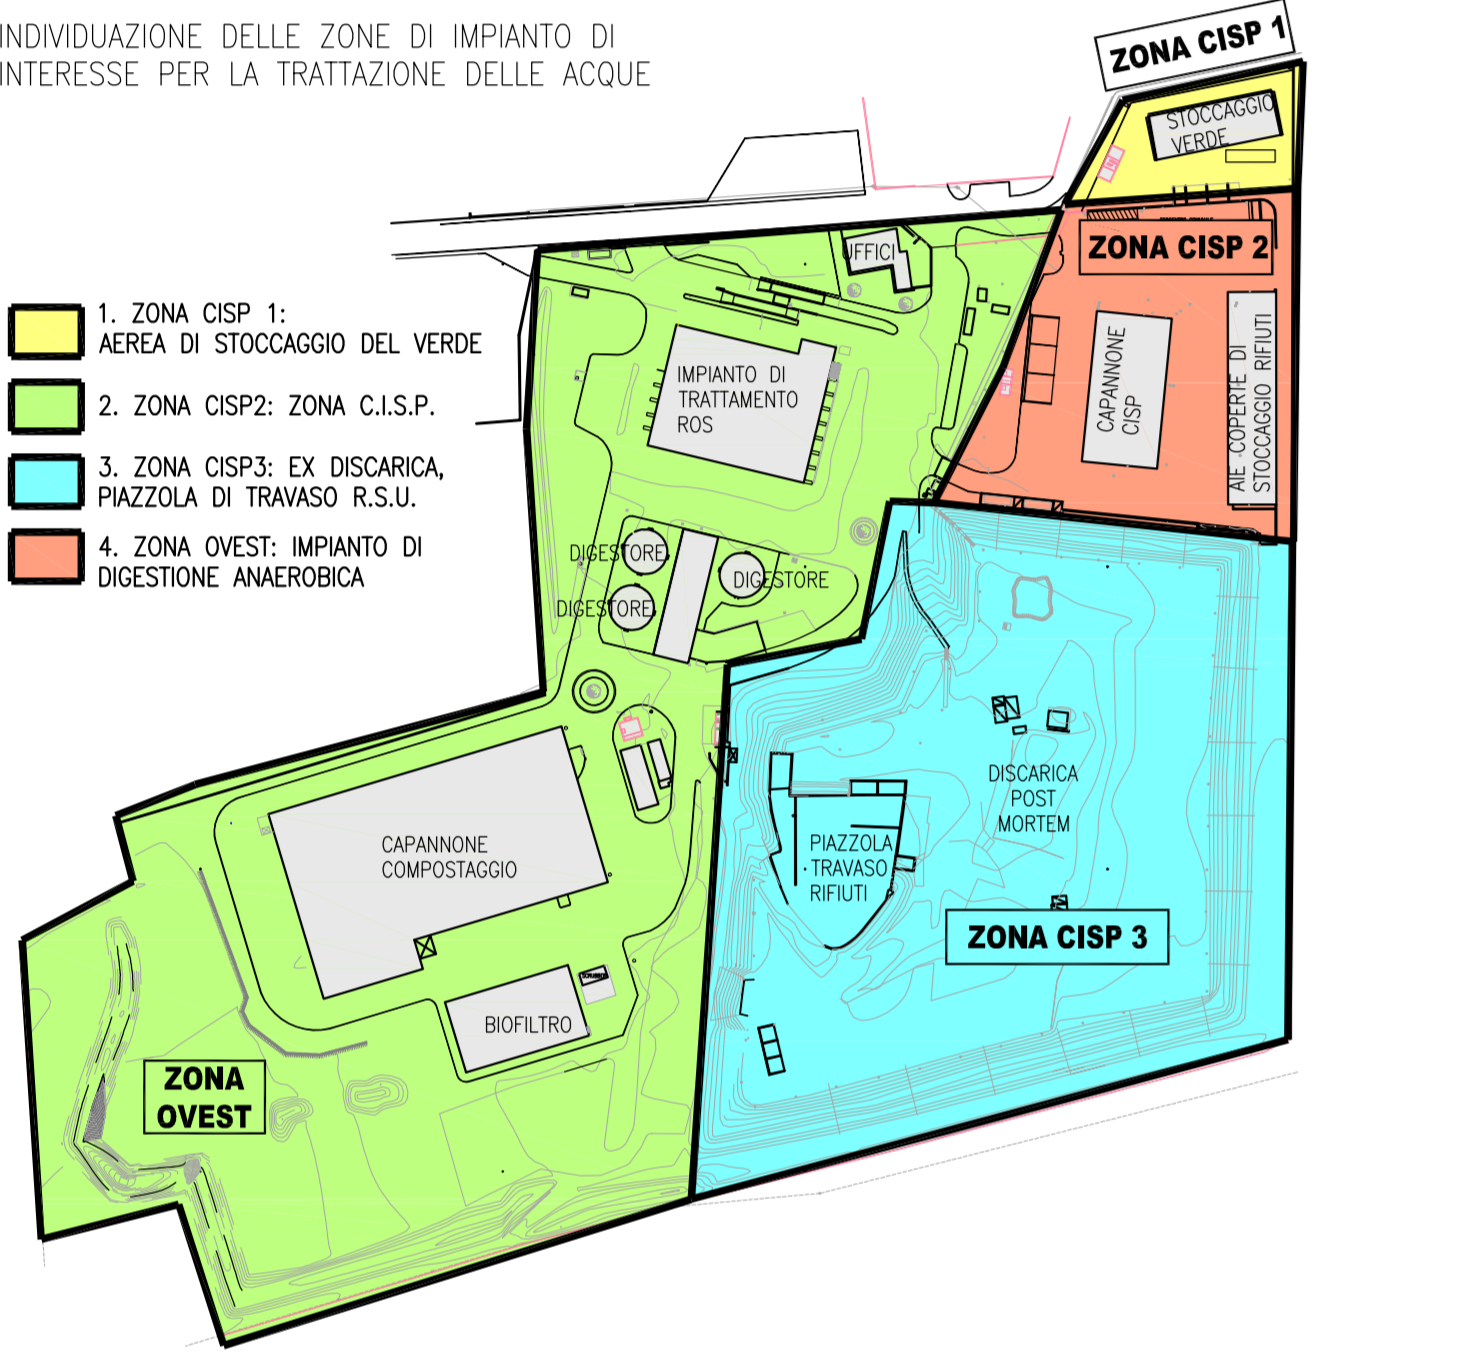 INDIVIDUAZIONE DELLE ZONE DI IMPIANTO DI
INTERESSE PER LA TRATTAZIONE DELLE ACQUE
ZONA CISP 1
STOCCAGGIO
VERDE
ZONA CISP 2
UFFICI
1. ZONA CISP 1:
AEREA DI STOCCAGGIO DEL VERDE
2. ZONA CISP2: ZONA C.I.S.P.
3. ZONA CISP3: EX DISCARICA,
PIAZZOLA DI TRAVASO R.S.U.
4. ZONA OVEST: IMPIANTO DI
DIGESTIONE ANAEROBICA
IMPIANTO DI
TRATTAMENTO
ROS
CAPANNONE
CISP
AIE COPERTE DI
STOCCAGGIO RIFIUTI
DIGESTORE
DIGESTORE
DIGESTORE
DISCARICA
POST
MORTEM
PIAZZOLA
TRAVASO
RIFIUTI
CAPANNONE
COMPOSTAGGIO
ZONA CISP 3
BIOFILTRO
ZONA
OVEST